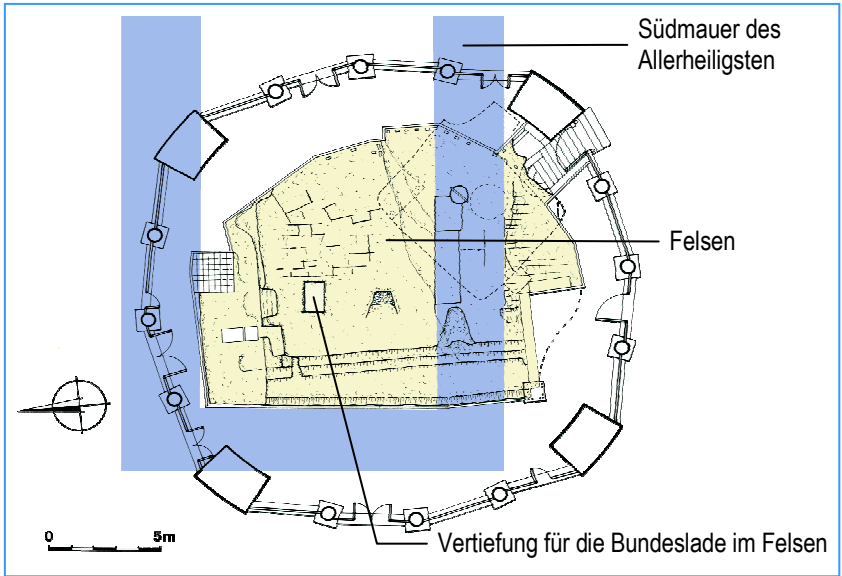 Südmauer des
Allerheiligsten
Felsen
Vertiefung für die Bundeslade im Felsen
0 5m